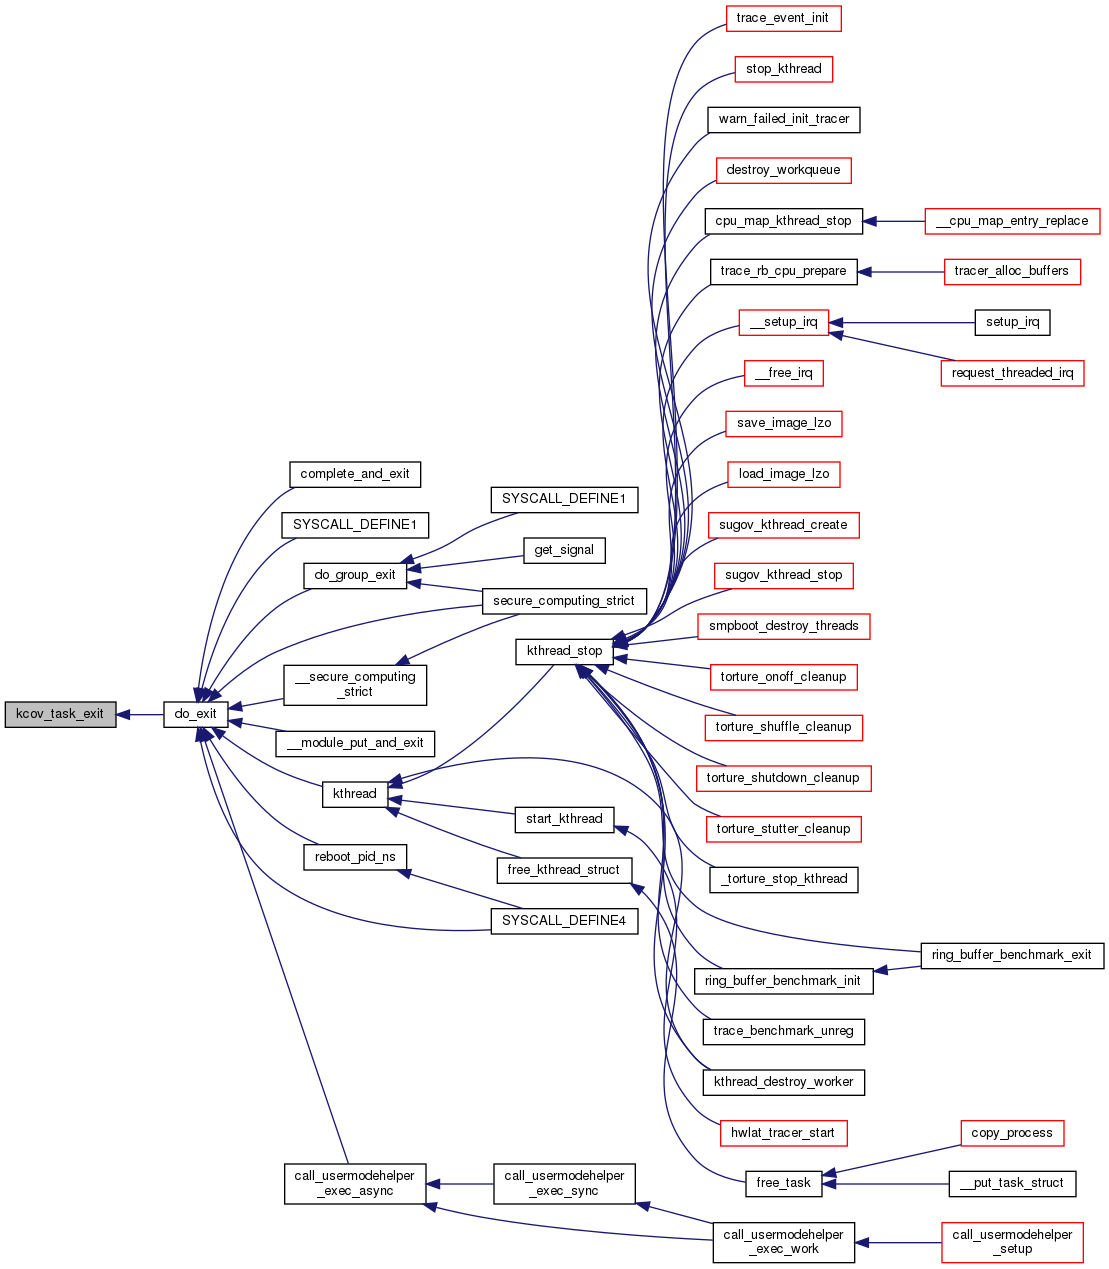 trace_event_init
stop_kthread
warn_failed_init_tracer
destroy_workqueue
cpu_map_kthread_stop
__cpu_map_entry_replace
trace_rb_cpu_prepare
tracer_alloc_buffers
__setup_irq
setup_irq
request_threaded_irq
__free_irq
save_image_lzo
load_image_lzo
complete_and_exit
SYSCALL_DEFINE1
SYSCALL_DEFINE1
sugov_kthread_create
get_signal
do_group_exit
sugov_kthread_stop
secure_computing_strict
smpboot_destroy_threads
kthread_stop
__secure_computing
_strict
torture_onoff_cleanup
kcov_task_exit
do_exit
torture_shuffle_cleanup
__module_put_and_exit
torture_shutdown_cleanup
kthread
start_kthread
torture_stutter_cleanup
reboot_pid_ns
free_kthread_struct
_torture_stop_kthread
SYSCALL_DEFINE4
ring_buffer_benchmark_exit
ring_buffer_benchmark_init
trace_benchmark_unreg
kthread_destroy_worker
hwlat_tracer_start
copy_process
call_usermodehelper
_exec_async
call_usermodehelper
_exec_sync
free_task
__put_task_struct
call_usermodehelper
_exec_work
call_usermodehelper
_setup